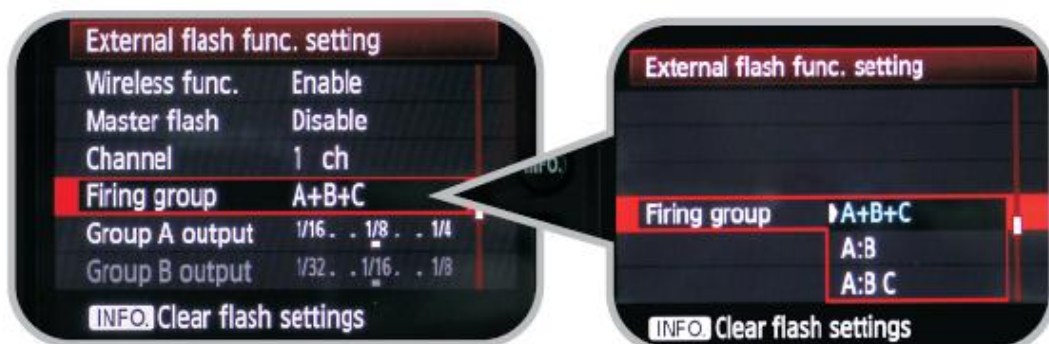 External flash func. setting
Wireless func. Enable
Master flash Disable
Channel 1 ch
Firing group A+B+C
Group A output 1/16. . 1/8 . . 1/4
Group B output 1/32. . 1/16. . 1/8
INFO. Clear flash settings
INFO.
External flash func. setting
Firing group A+B+C
A:B
A:B C
INFO. Clear flash settings